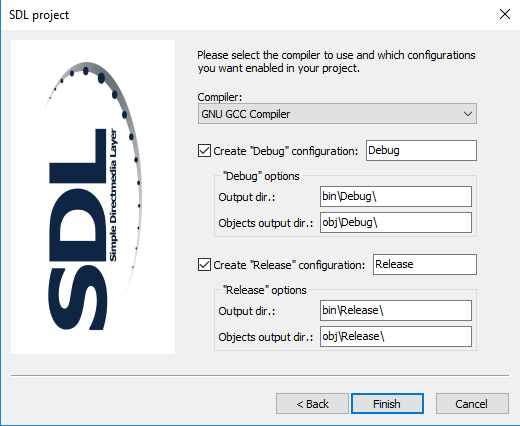 SDL project
Please select the compiler to use and which configurations
you want enabled in your project.
Compiler:
GNU GCC Compiler
Create "Debug" configuration: Debug
"Debug" options
Output dir.: bin\Debug\
Objects output dir.: obj\Debug\
Create "Release" configuration: Release
"Release" options
Output dir.: bin\Release\
Objects output dir.: obj\Release\
SDL
Simple Directmedia Layer
< Back Finish Cancel